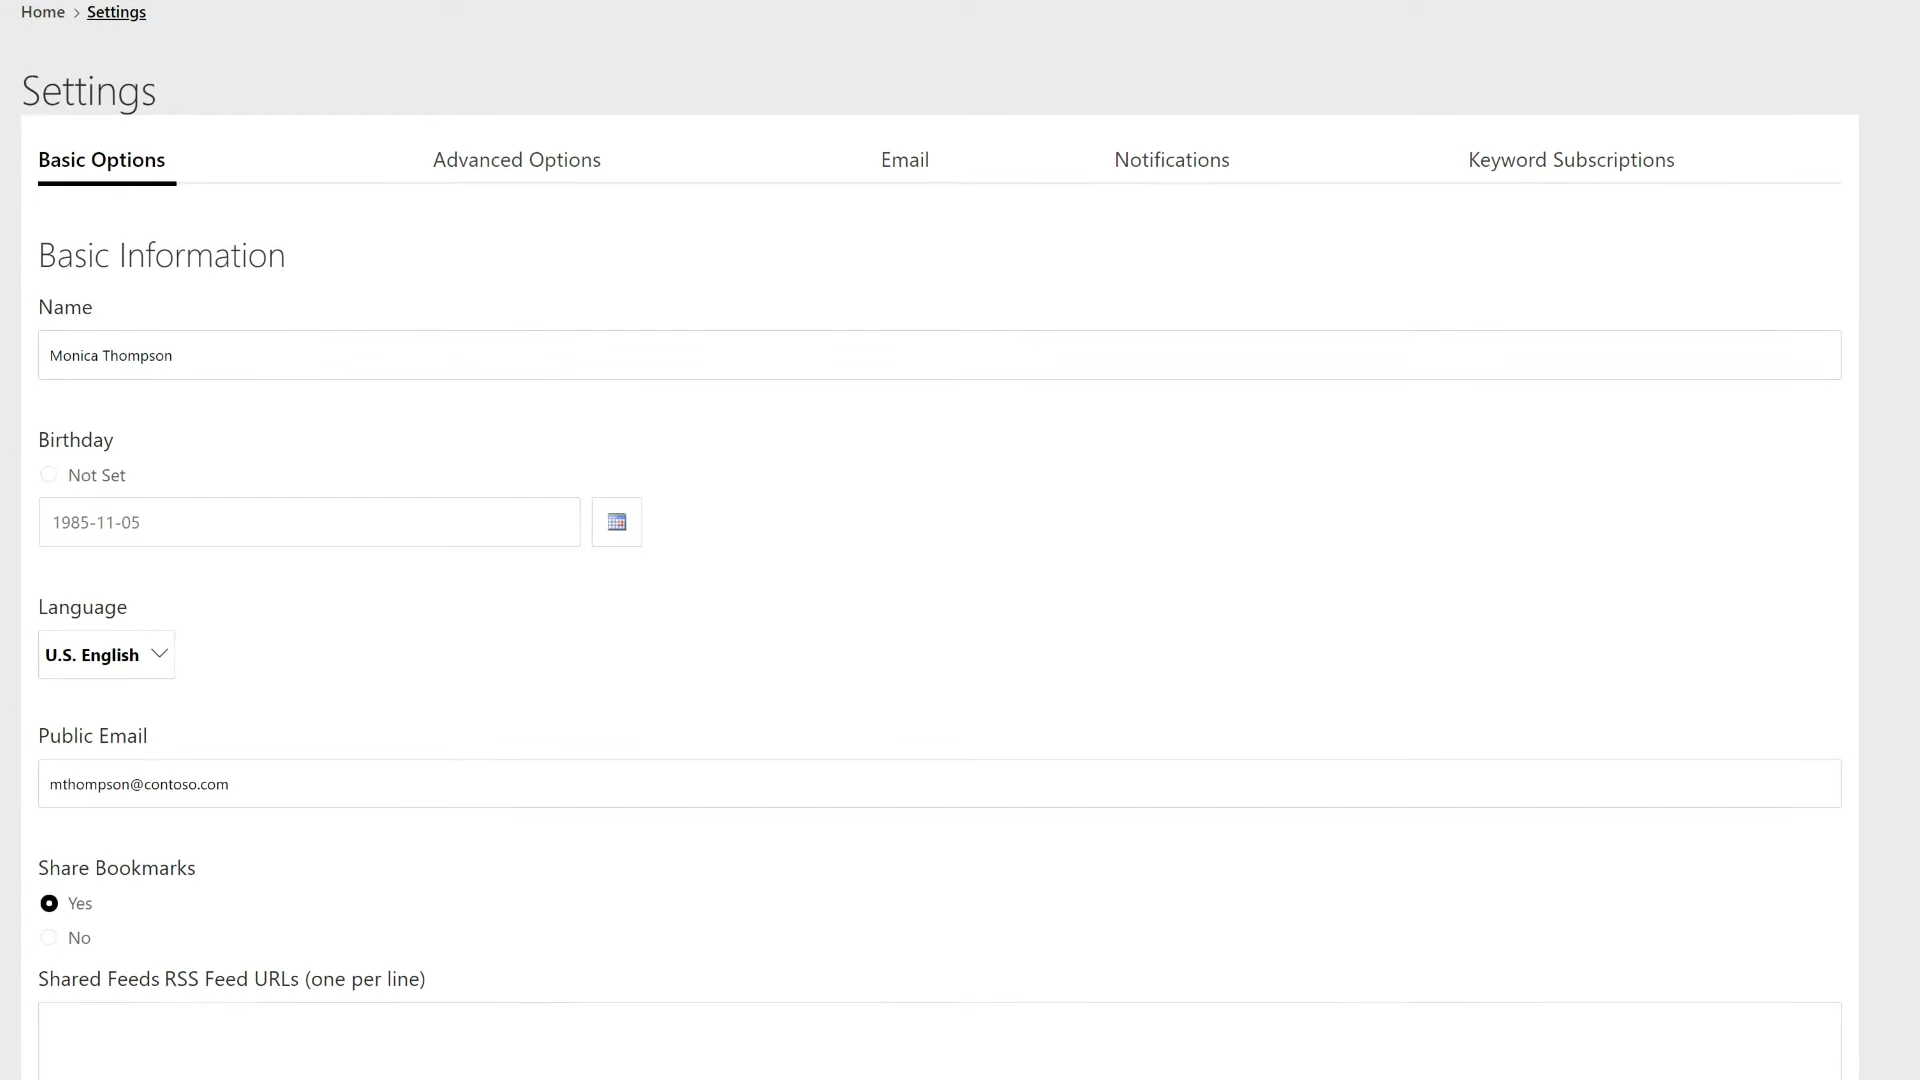 Home > Settings
Settings
Basic Options Advanced Options Email Notifications Keyword Subscriptions
Basic Information
Name
Monica Thompson
Birthday
Not Set
1985-11-05
Language
U.S. English
Public Email
mthompson@contoso.com
Share Bookmarks
Yes
No
Shared Feeds RSS Feed URLs (one per line)